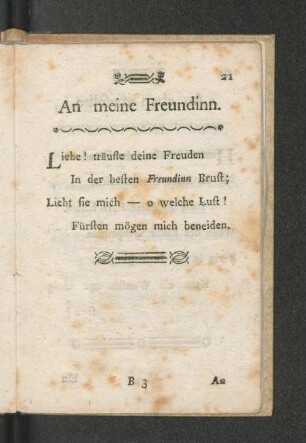 21
An meine Freundinn.
Liebe! träufle deine Freuden
In der besten Freundinn Brust;
Liebt sie mich — o welche Lust!
Fürsten mögen mich beneiden.
B 3
An